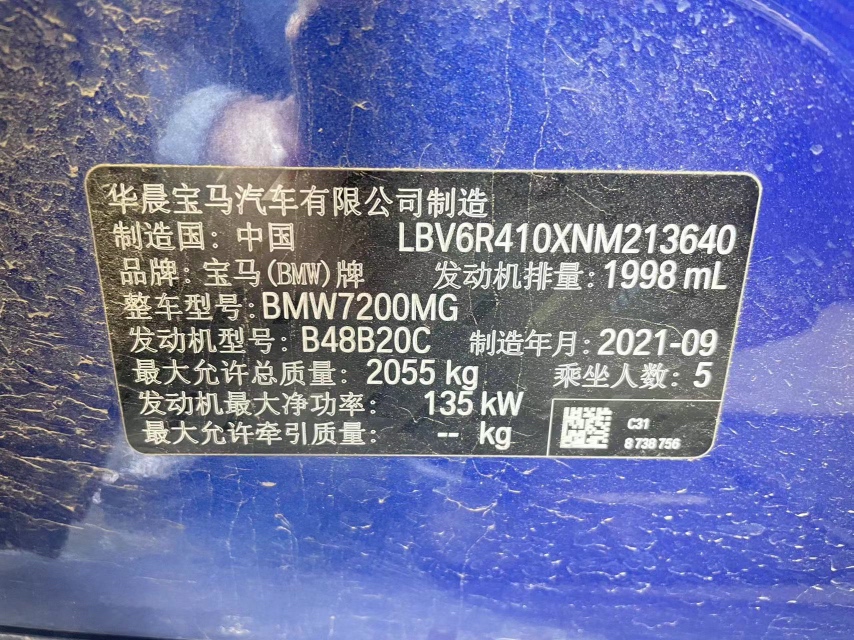 华晨宝马汽车有限公司制造
制造国：中国 LBV6R410XNM213640
品牌：宝马(BMW)牌 发动机排量：1998 mL
整车型号：BMW7200MG
发动机型号：B48B20C 制造年月：2021-09
最大允许总质量：2055 kg 乘坐人数：5
发动机最大净功率：135 kW
最大允许牵引质量：-- kg
C31
8 738 756